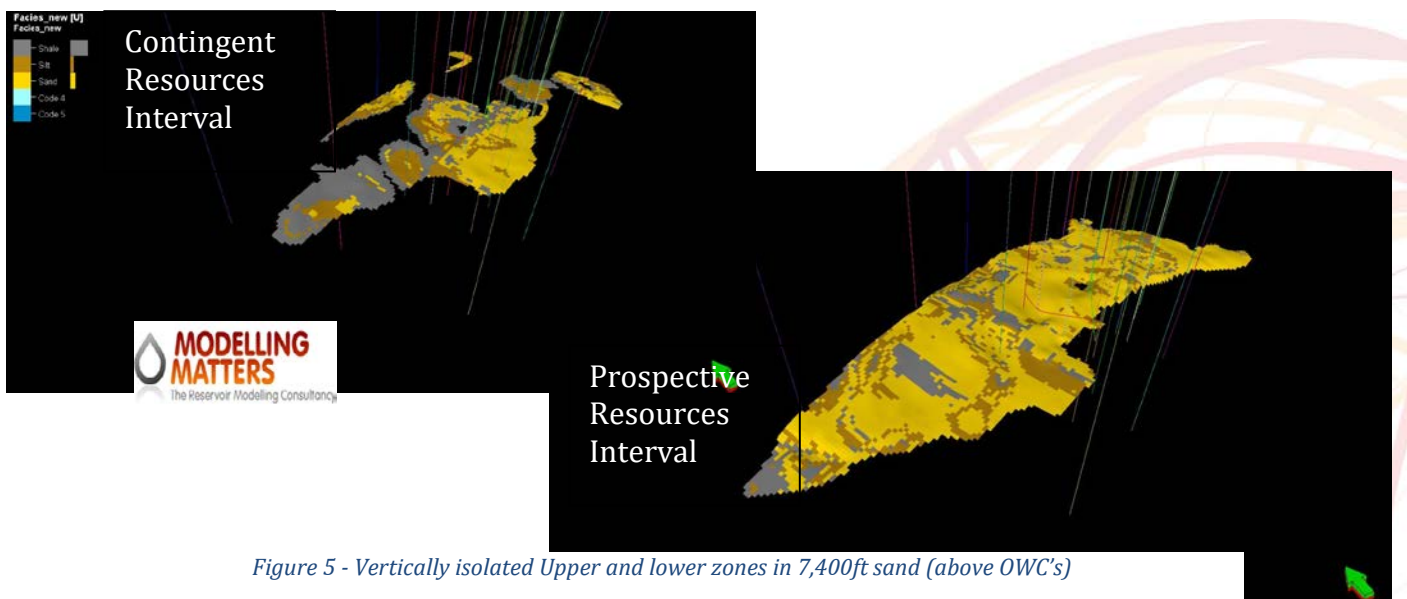 Facies_new [U]
Facies_new
Shale
Silt
Sand
Code 4
Code 5
Contingent
Resources
Interval
MODELLING
MATTERS
The Reservoir Modelling Consultancy
Prospective
Resources
Interval
Figure 5 - Vertically isolated Upper and lower zones in 7,400ft sand (above OWC's)